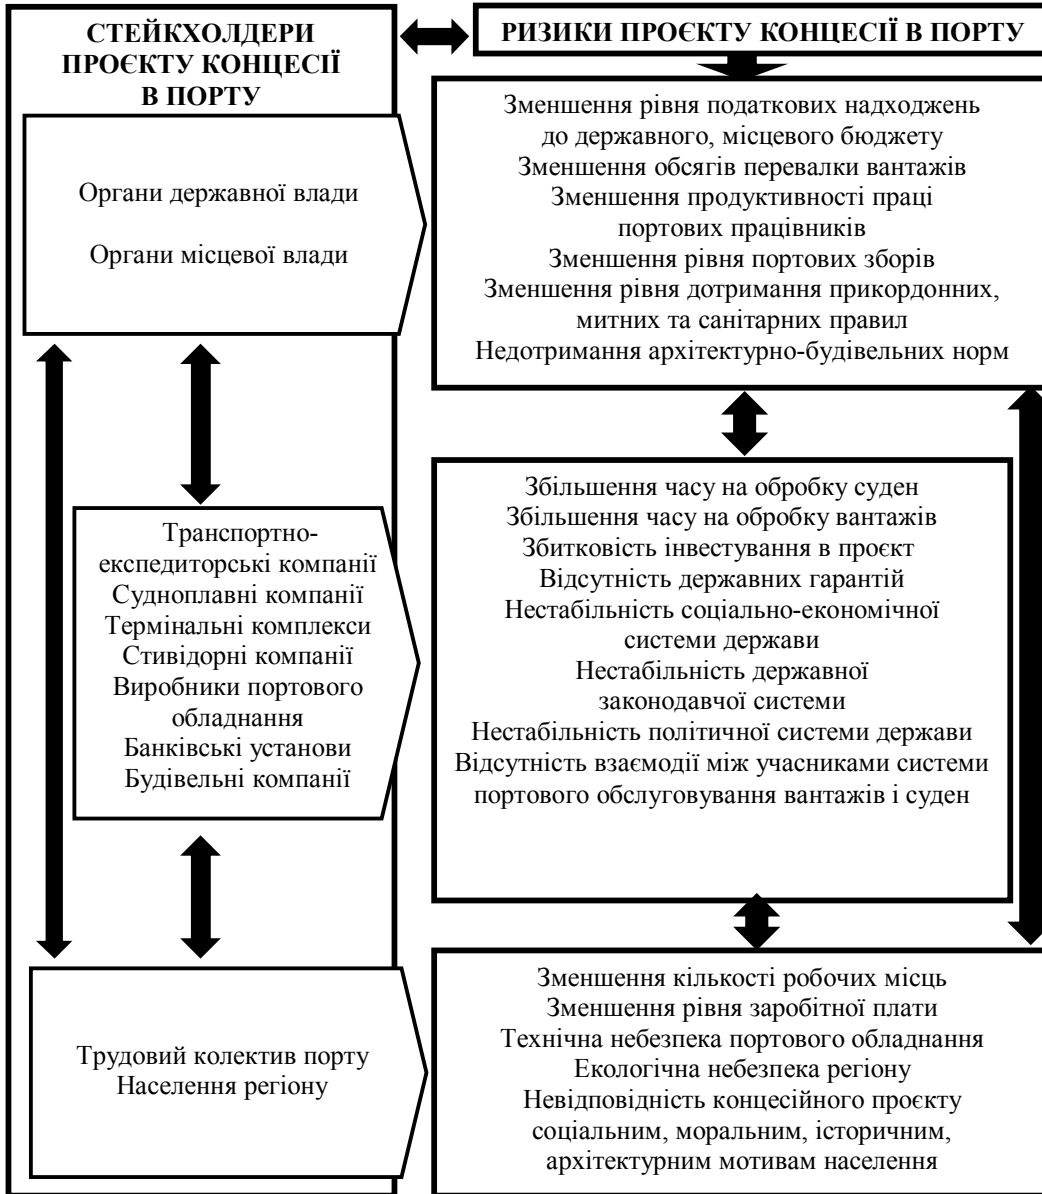 СТЕЙКХОЛДЕРИ
ПРОЄКТУ КОНЦЕСІЇ
В ПОРТУ
РИЗИКИ ПРОЄКТУ КОНЦЕСІЇ В ПОРТУ
Органи державної влади
Органи місцевої влади
Зменшення рівня податкових надходжень
до державного, місцевого бюджету
Зменшення обсягів перевалки вантажів
Зменшення продуктивності праці
портових працівників
Зменшення рівня портових зборів
Зменшення рівня дотримання прикордонних,
митних та санітарних правил
Недотримання архітектурно-будівельних норм
Транспортно-
експедиторські компанії
Судноплавні компанії
Термінальні комплекси
Стивідорні компанії
Виробники портового
обладнання
Банківські установи
Будівельні компанії
Збільшення часу на обробку суден
Збільшення часу на обробку вантажів
Збитковість інвестування в проєкт
Відсутність державних гарантій
Нестабільність соціально-економічної
системи держави
Нестабільність державної
законодавчої системи
Нестабільність політичної системи держави
Відсутність взаємодії між учасниками системи
портового обслуговування вантажів і суден
Трудовий колектив порту
Населення регіону
Зменшення кількості робочих місць
Зменшення рівня заробітної плати
Технічна небезпека портового обладнання
Екологічна небезпека регіону
Невідповідність концесійного проєкту
соціальним, моральним, історичним,
архітектурним мотивам населення